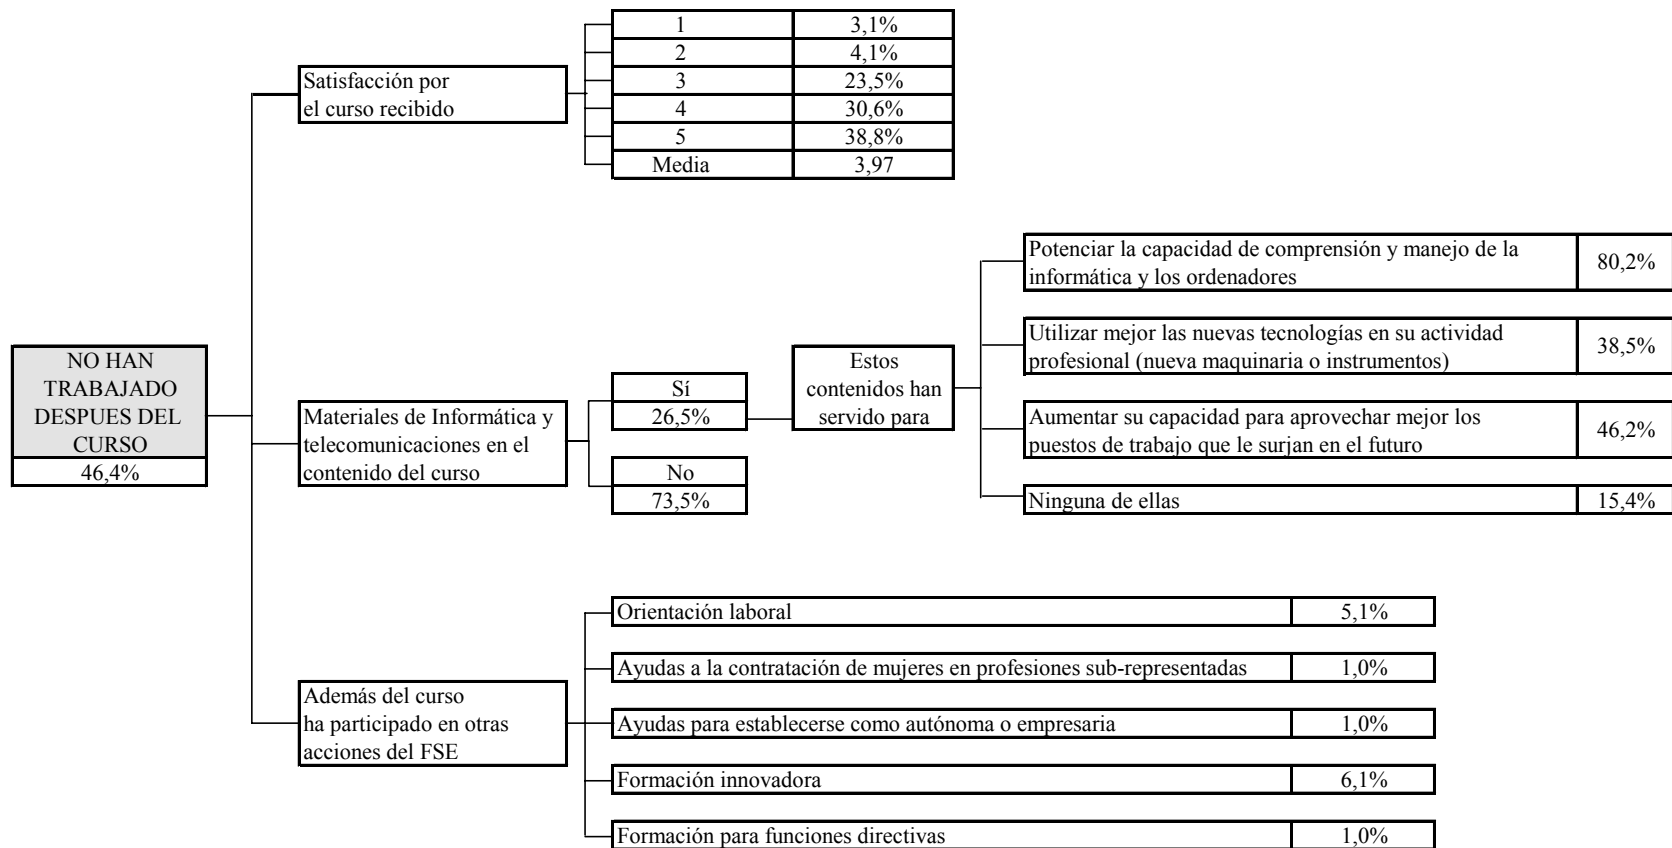 1 3,1%
2 4,1%
3 23,5%
4 30,6%
5 38,8%
Media 3,97
Satisfacción por
el curso recibido
NO HAN
TRABAJADO
DESPUES DEL
CURSO
46,4%
Materiales de Informática y
telecomunicaciones en el
contenido del curso
Sí
26,5%
No
73,5%
Estos
contenidos han
servido para
Potenciar la capacidad de comprensión y manejo de la
informática y los ordenadores
80,2%
Utilizar mejor las nuevas tecnologías en su actividad
profesional (nueva maquinaria o instrumentos)
38,5%
Aumentar su capacidad para aprovechar mejor los
puestos de trabajo que le surjan en el futuro
46,2%
Ninguna de ellas 15,4%
Además del curso
ha participado en otras
acciones del FSE
Orientación laboral 5,1%
Ayudas a la contratación de mujeres en profesiones sub-representadas 1,0%
Ayudas para establecerse como autónoma o empresaria 1,0%
Formación innovadora 6,1%
Formación para funciones directivas 1,0%